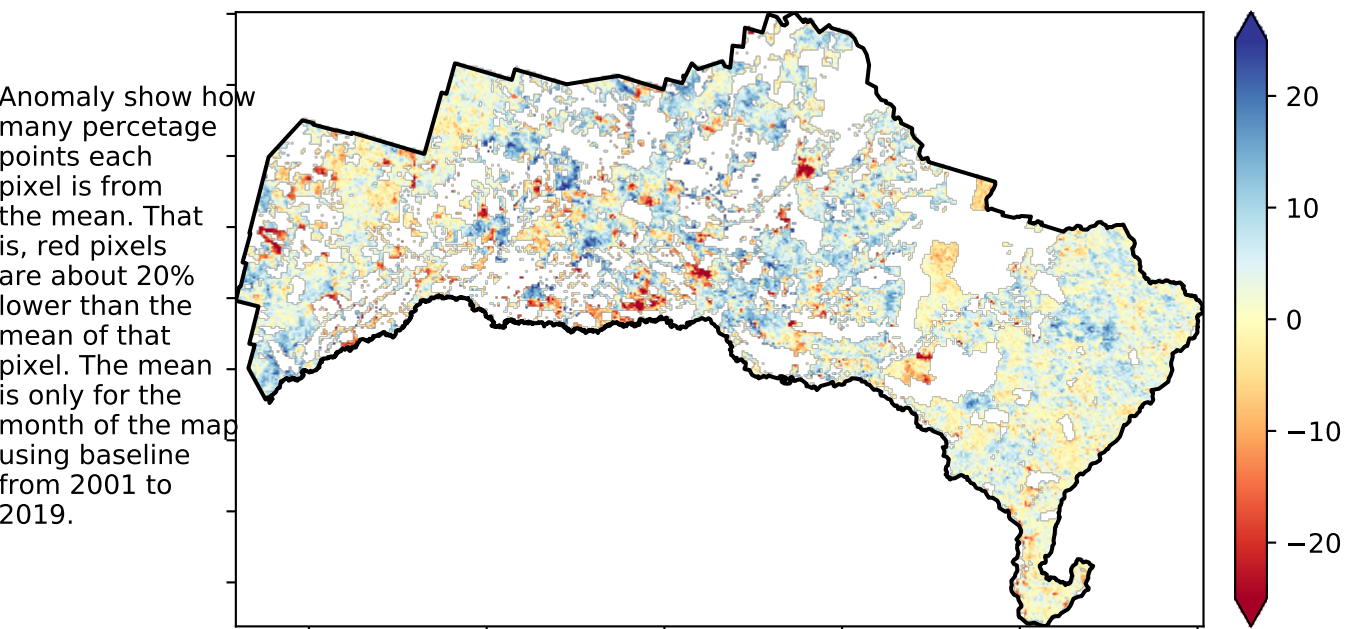 Anomaly show how
many percetage
points each
pixel is from
the mean. That
is, red pixels
are about 20%
lower than the
mean of that
pixel. The mean
is only for the
month of the map
using baseline
from 2001 to
2019.
20
10
0
−10
−20